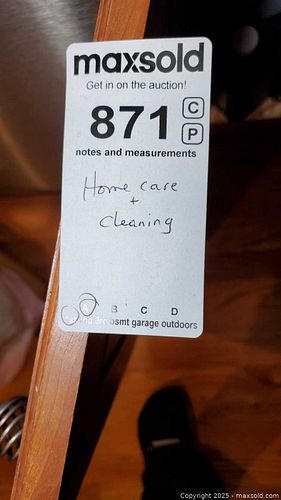 maxsold
Get in on the auction!
871 C
P
notes and measurements
Home care
+
cleaning
A B C D
bsmt garage outdoors
Copyright 2025 - maxsold.com